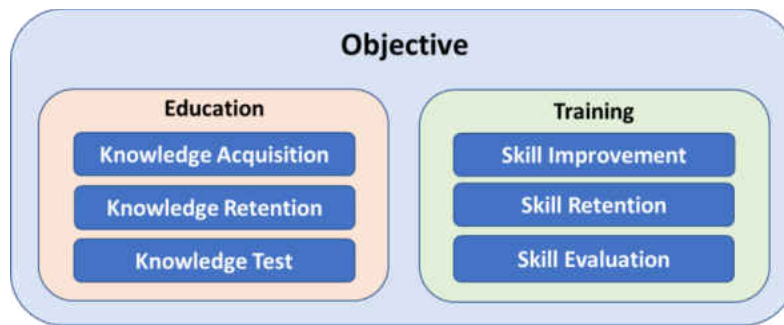 Objective
Education
Knowledge Acquisition
Knowledge Retention
Knowledge Test
Training
Skill Improvement
Skill Retention
Skill Evaluation